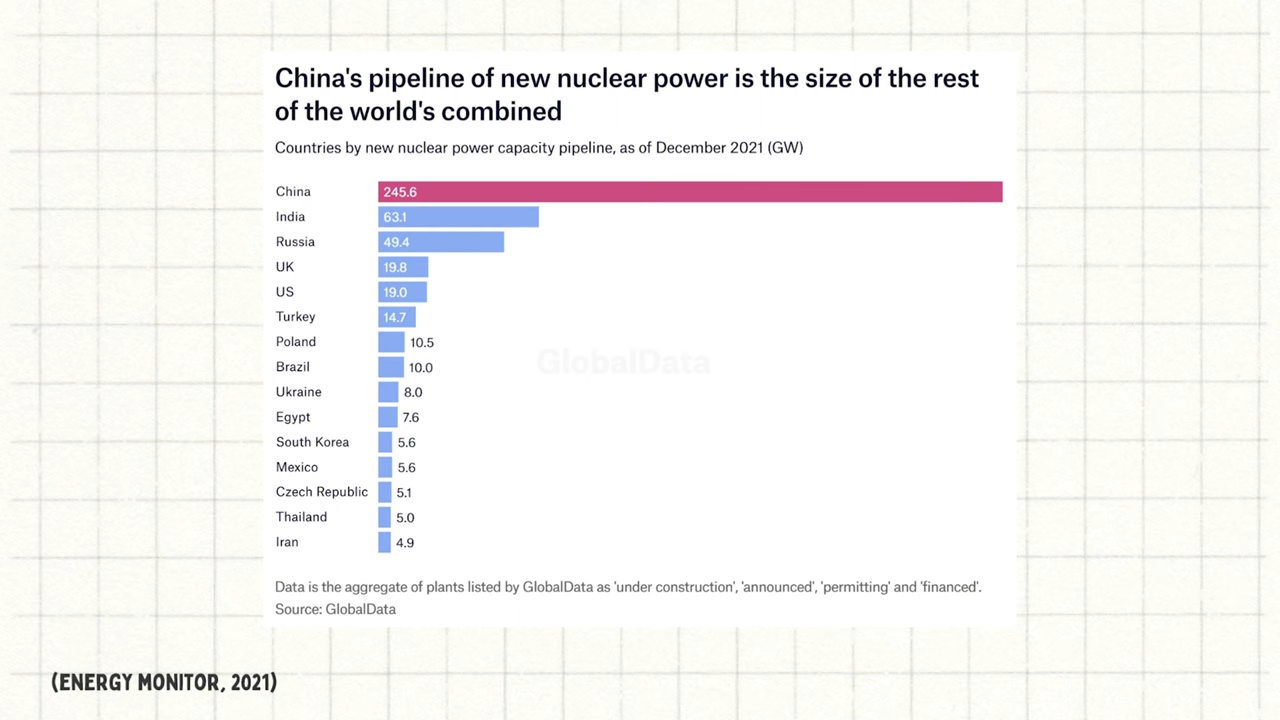 China's pipeline of new nuclear power is the size of the rest
of the world's combined
Countries by new nuclear power capacity pipeline, as of December 2021 (GW)
China 245.6
India 63.1
Russia 49.4
UK 19.8
US 19.0
Turkey 14.7
Poland 10.5
Brazil 10.0
Ukraine 8.0
Egypt 7.6
South Korea 5.6
Mexico 5.6
Czech Republic 5.1
Thailand 5.0
Iran 4.9
GlobalData
Data is the aggregate of plants listed by GlobalData as 'under construction', 'announced', 'permitting' and 'financed'.
Source: GlobalData
(ENERGY MONITOR, 2021)